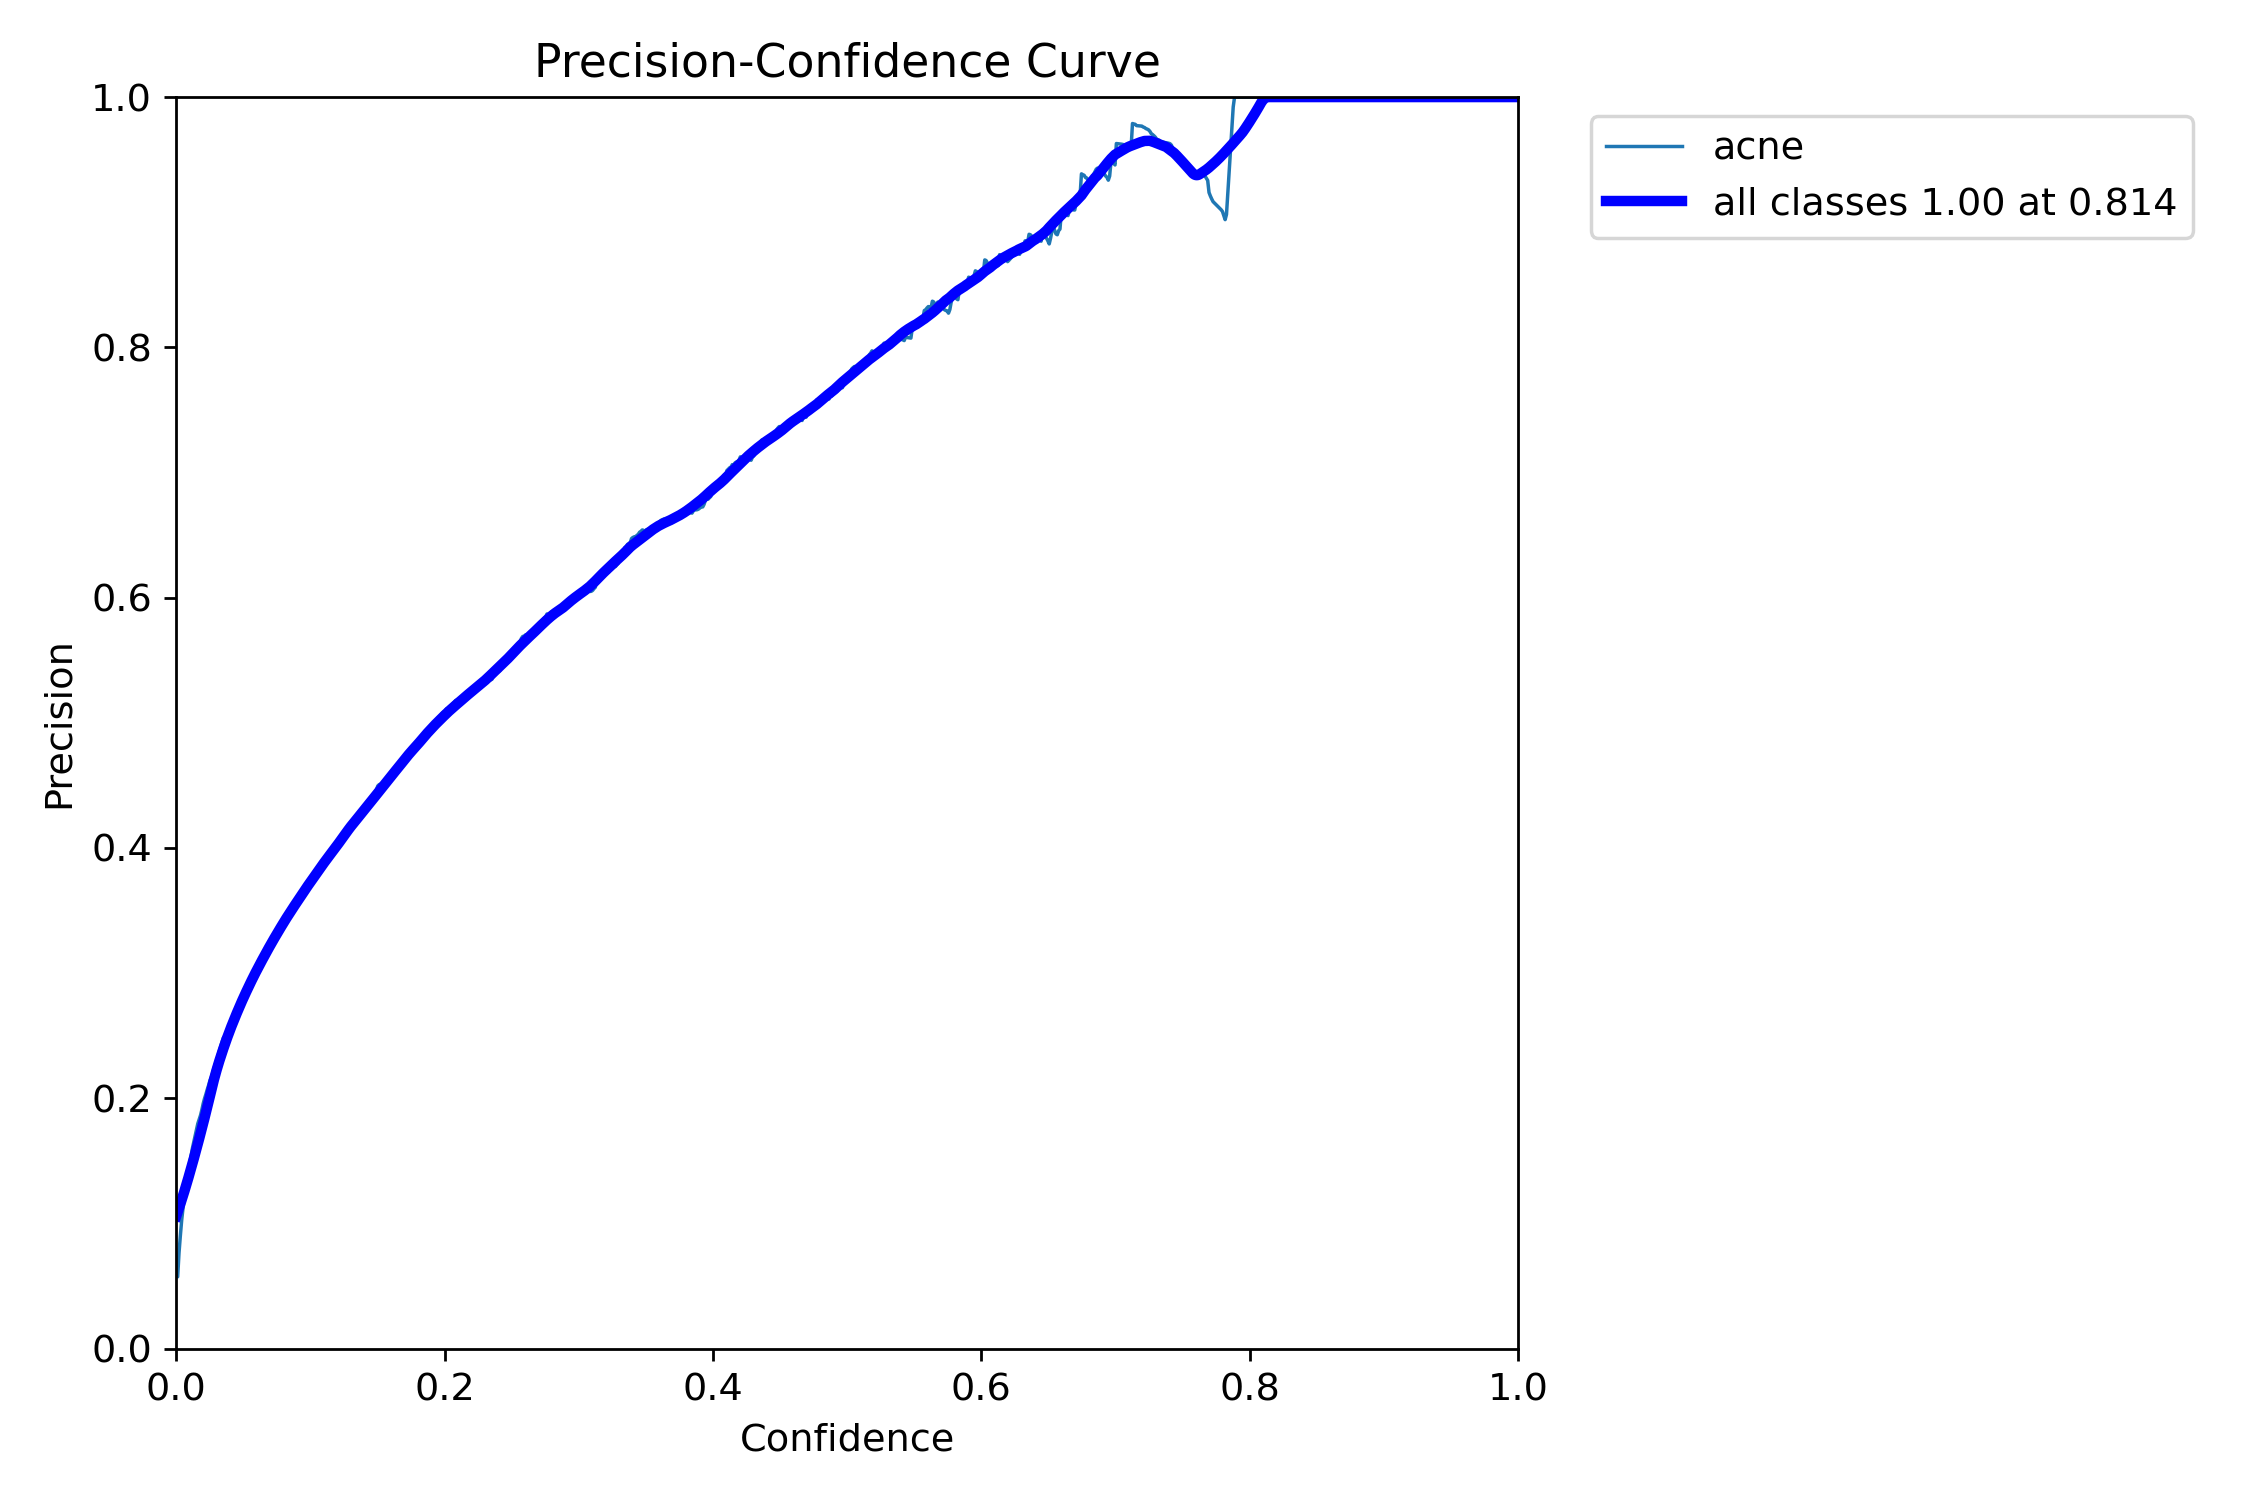 Precision-Confidence Curve
acne
all classes 1.00 at 0.814
Precision
1.0
0.8
0.6
0.4
0.2
0.0
0.0 0.2 0.4 0.6 0.8 1.0
Confidence